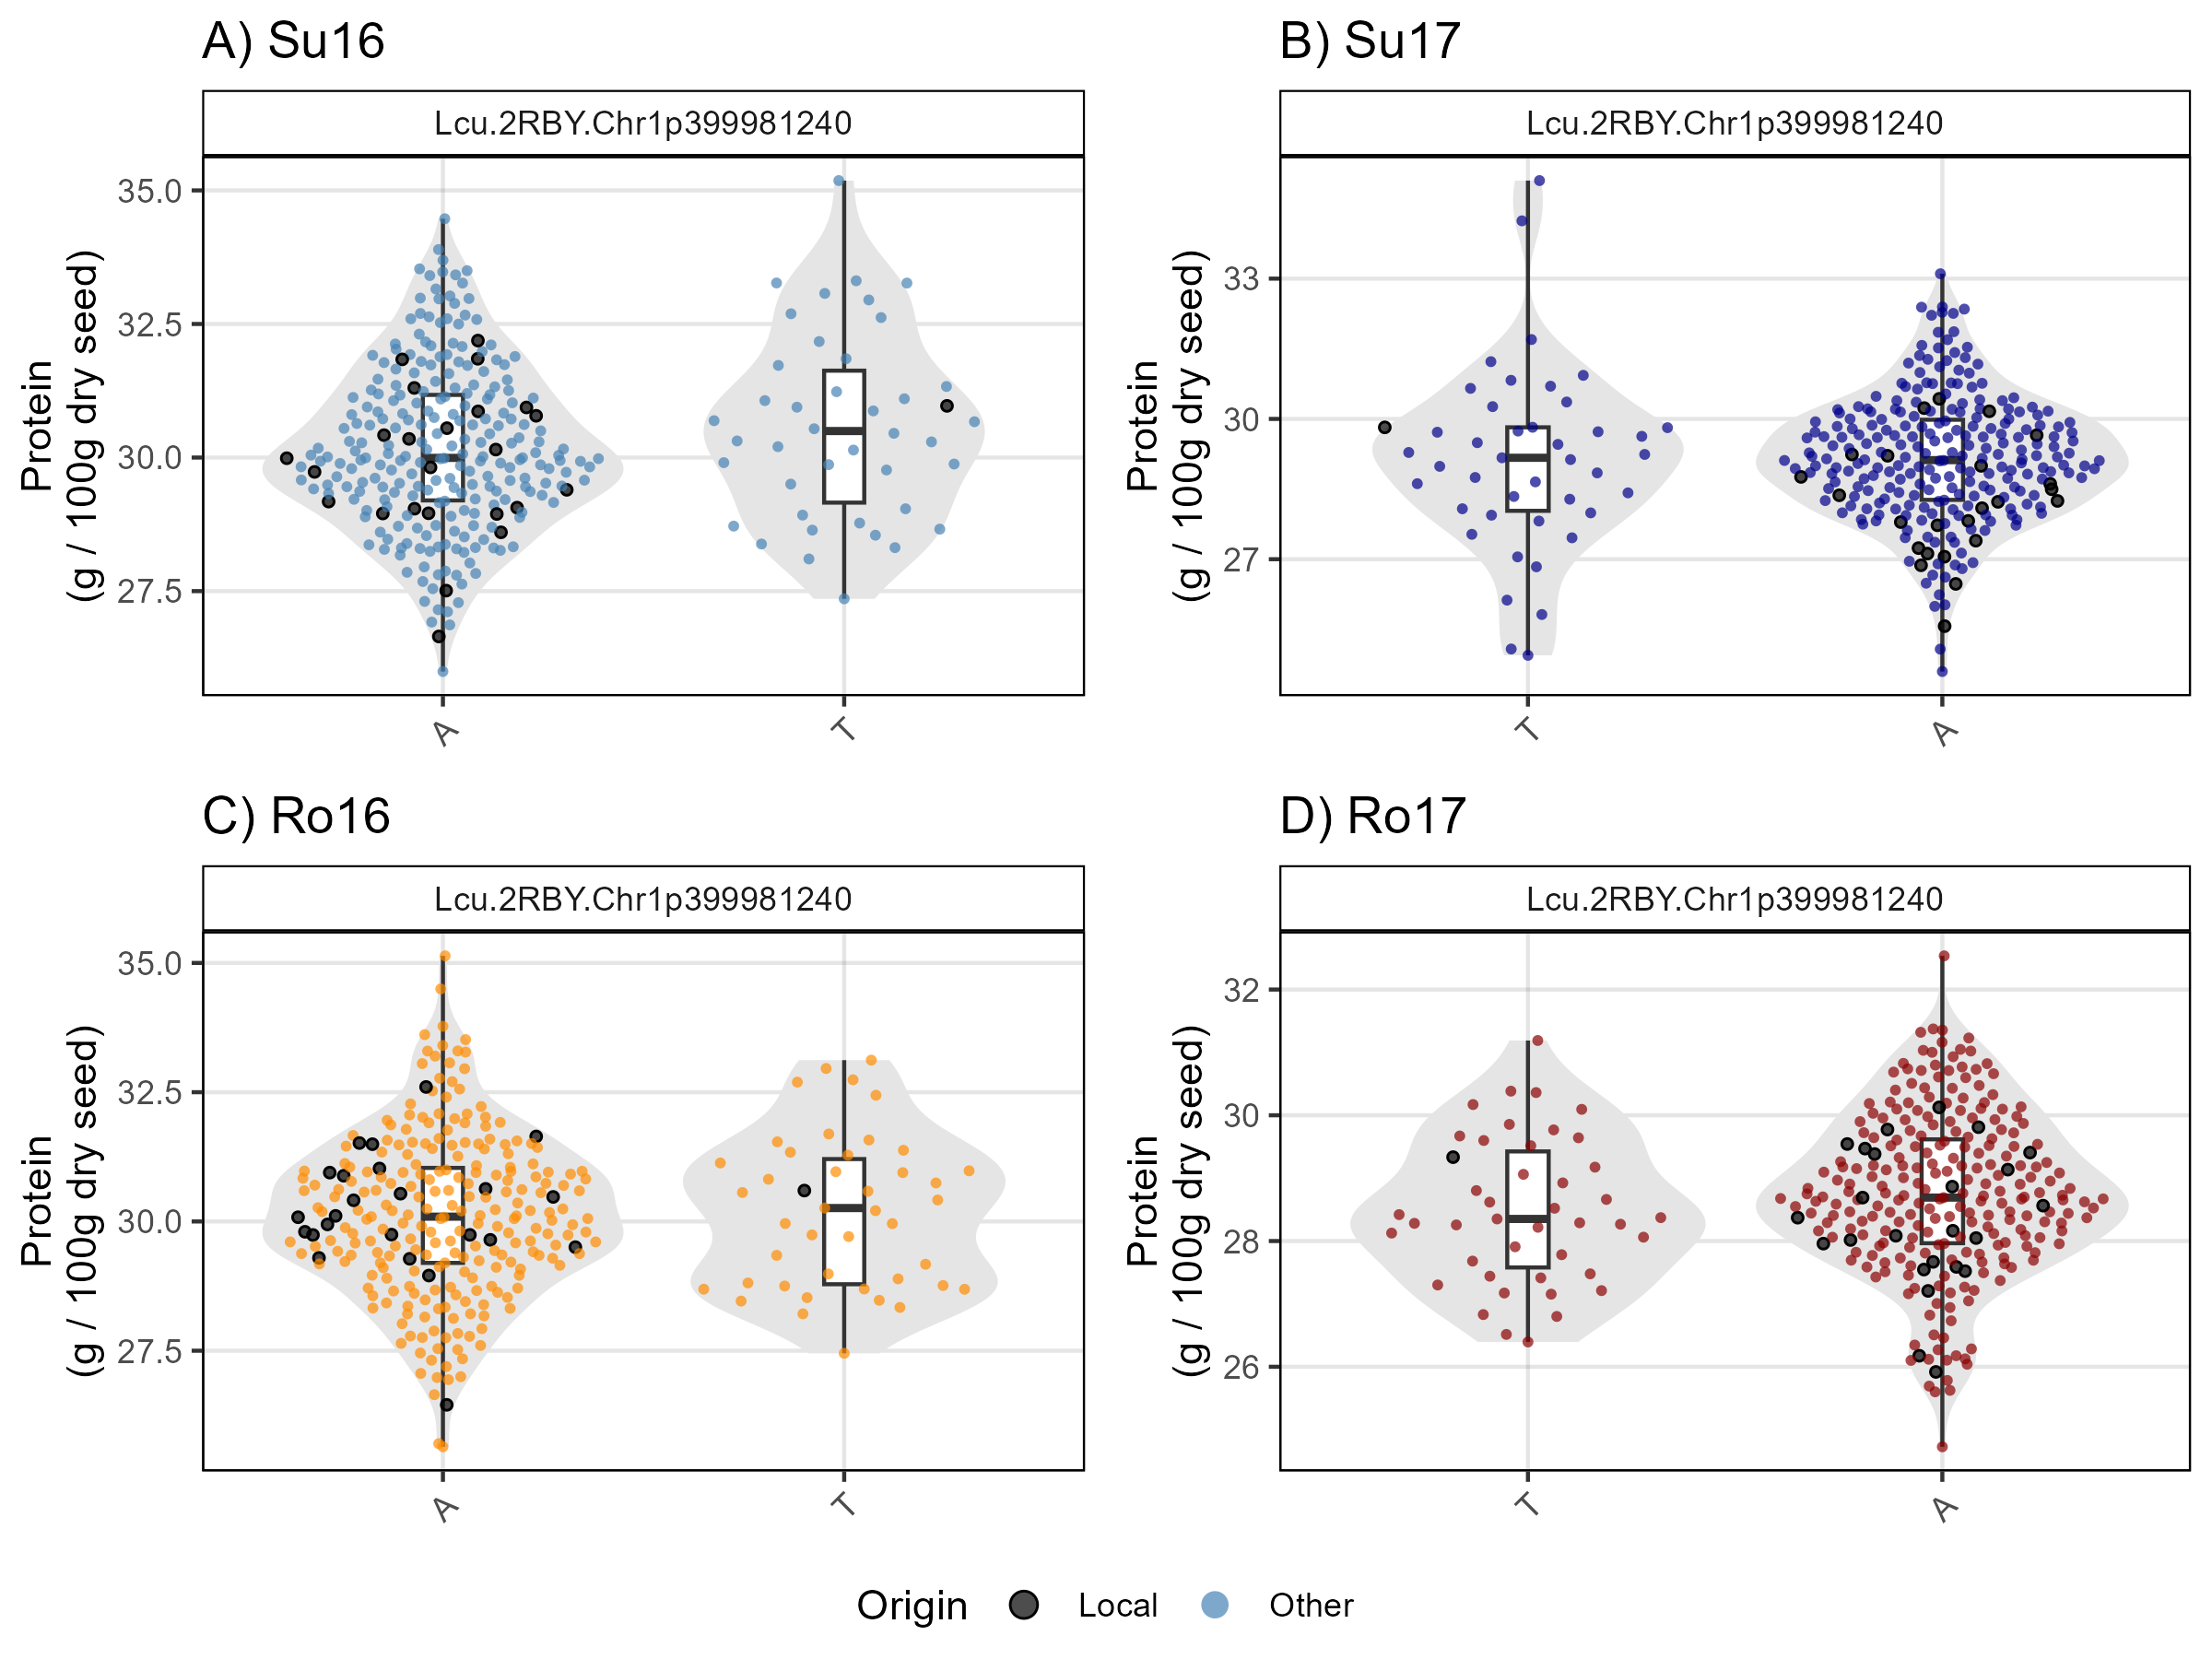 A) Su16
Lcu.2RBY.Chr1p399981240
Protein
(g / 100g dry seed)
35.0
32.5
30.0
27.5
A
T
B) Su17
Lcu.2RBY.Chr1p399981240
Protein
(g / 100g dry seed)
33
30
27
T
A
C) Ro16
Lcu.2RBY.Chr1p399981240
Protein
(g / 100g dry seed)
35.0
32.5
30.0
27.5
A
T
D) Ro17
Lcu.2RBY.Chr1p399981240
Protein
(g / 100g dry seed)
32
30
28
26
T
A
Origin Local Other